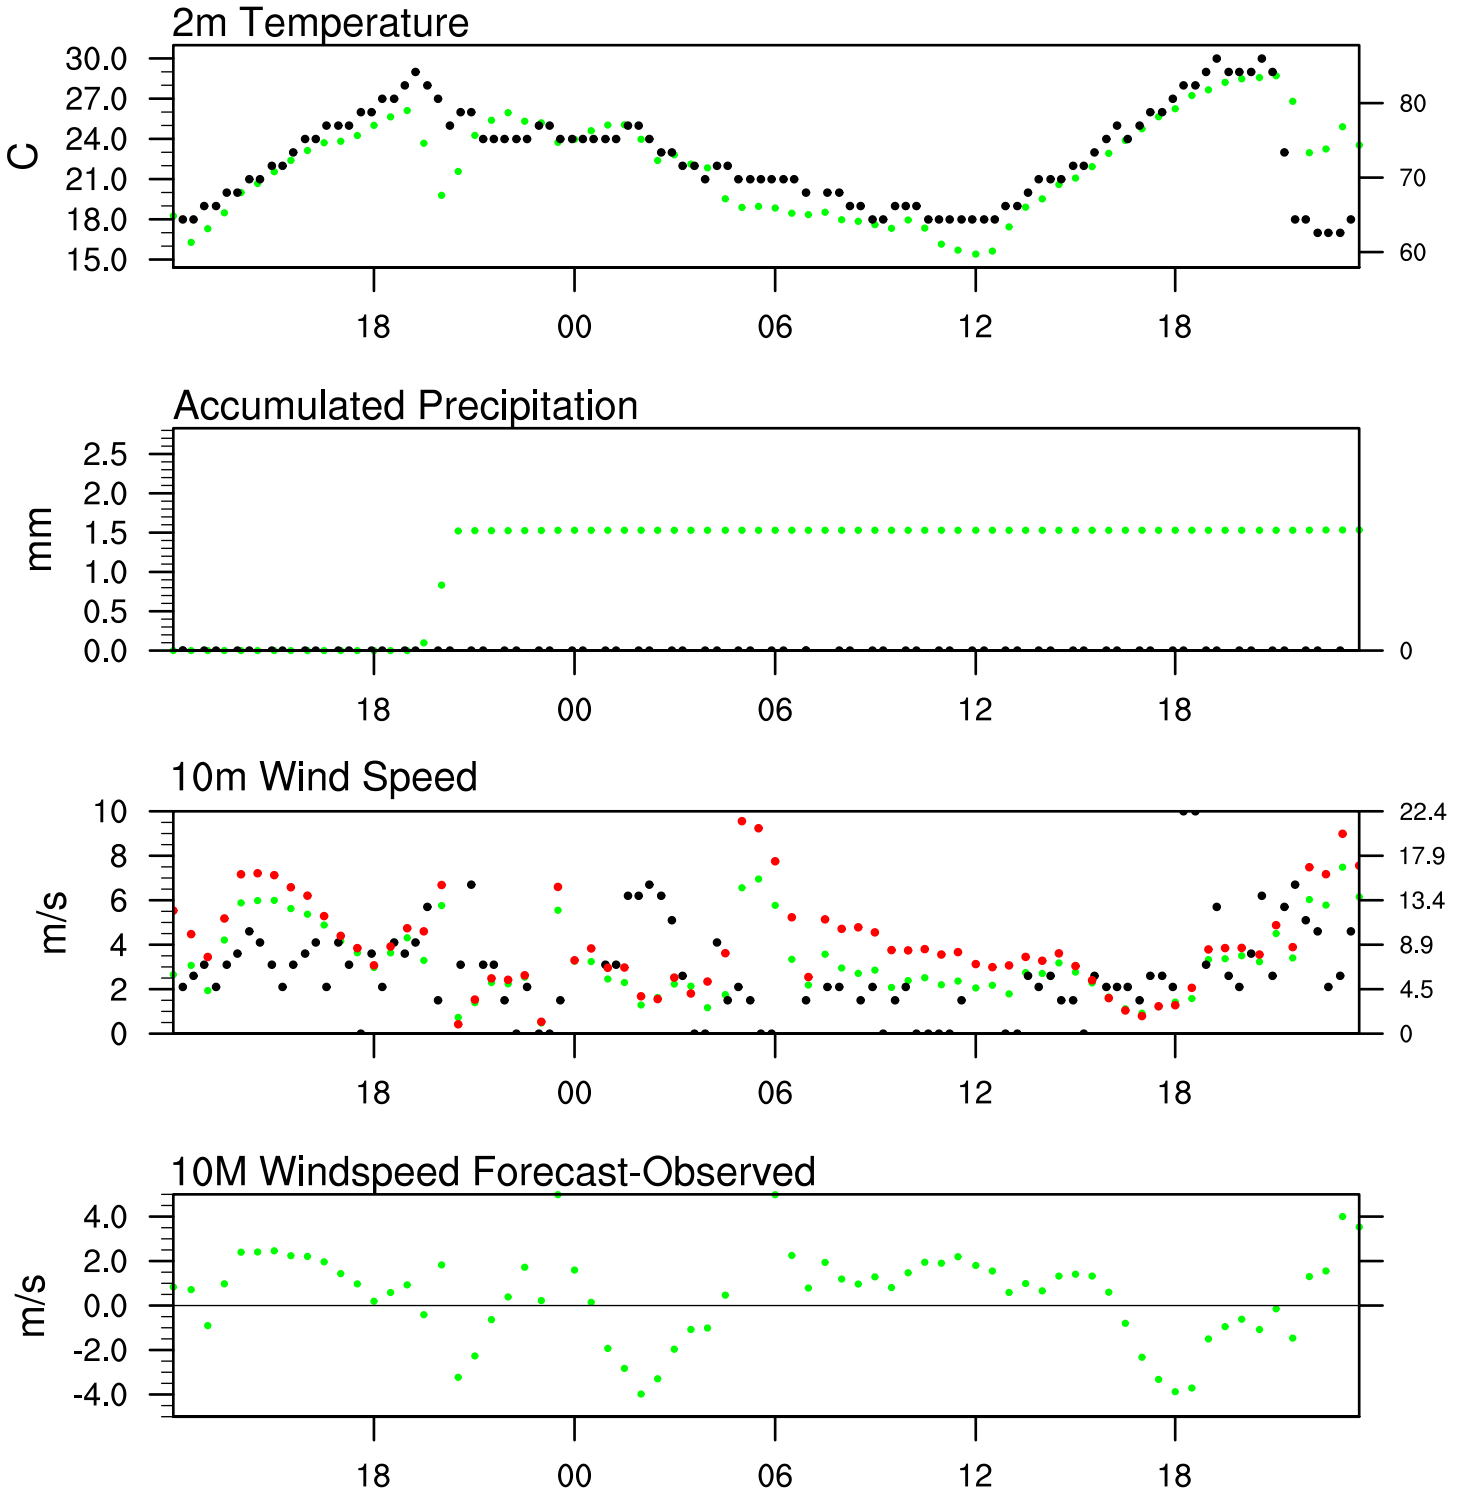 2m Temperature
30.0
27.0
24.0
21.0
18.0
15.0
C
80
70
60
18 00 06 12 18
Accumulated Precipitation
2.5
2.0
1.5
1.0
0.5
0.0
mm
0
18 00 06 12 18
10m Wind Speed
10
8
6
4
2
0
m/s
22.4
17.9
13.4
8.9
4.5
0
18 00 06 12 18
10M Windspeed Forecast-Observed
4.0
2.0
0.0
-2.0
-4.0
m/s
18 00 06 12 18